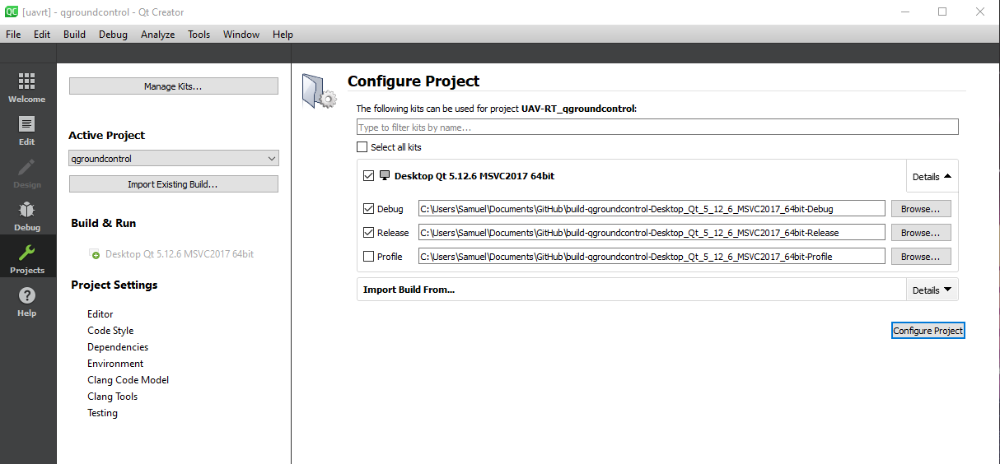 QC [uavrt] - qgroundcontrol - Qt Creator
File Edit Build Debug Analyze Tools Window Help
Welcome
Edit
Design
Debug
Projects
Help
Manage Kits...
Active Project
qgroundcontrol
Import Existing Build...
Build & Run
Desktop Qt 5.12.6 MSVC2017 64bit
Project Settings
Editor
Code Style
Dependencies
Environment
Clang Code Model
Clang Tools
Testing
Configure Project
The following kits can be used for project UAV-RT_qgroundcontrol:
Type to filter kits by name...
Select all kits
Desktop Qt 5.12.6 MSVC2017 64bit Details
Debug C:\Users\Samuel\Documents\GitHub\build-qgroundcontrol-Desktop_Qt_5_12_6_MSVC2017_64bit-Debug Browse...
Release C:\Users\Samuel\Documents\GitHub\build-qgroundcontrol-Desktop_Qt_5_12_6_MSVC2017_64bit-Release Browse...
Profile C:\Users\Samuel\Documents\GitHub\build-qgroundcontrol-Desktop_Qt_5_12_6_MSVC2017_64bit-Profile Browse...
Import Build From... Details
Configure Project